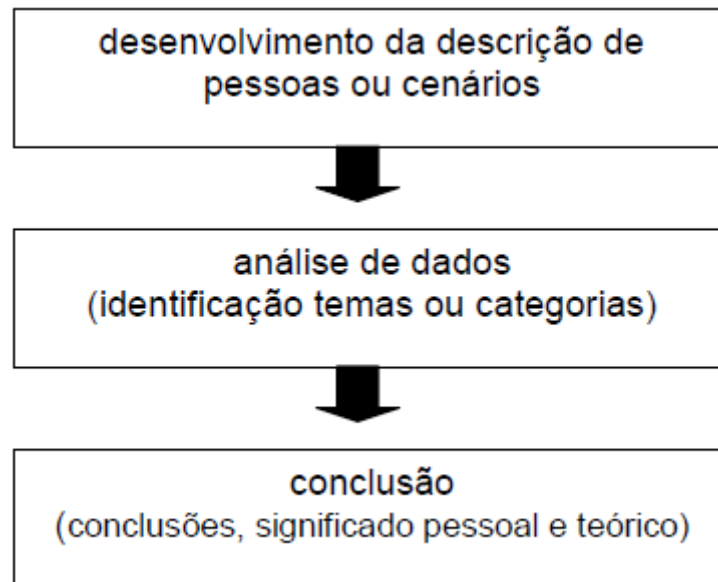 desenvolvimento da descrição de
pessoas ou cenários
análise de dados
(identificação temas ou categorias)
conclusão
(conclusões, significado pessoal e teórico)